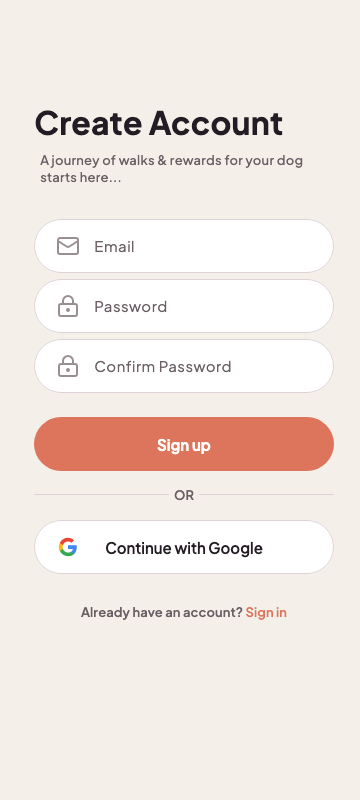 Create Account
A journey of walks & rewards for your dog
starts here...
Email
Password
Confirm Password
Sign up
OR
Continue with Google
Already have an account? Sign in